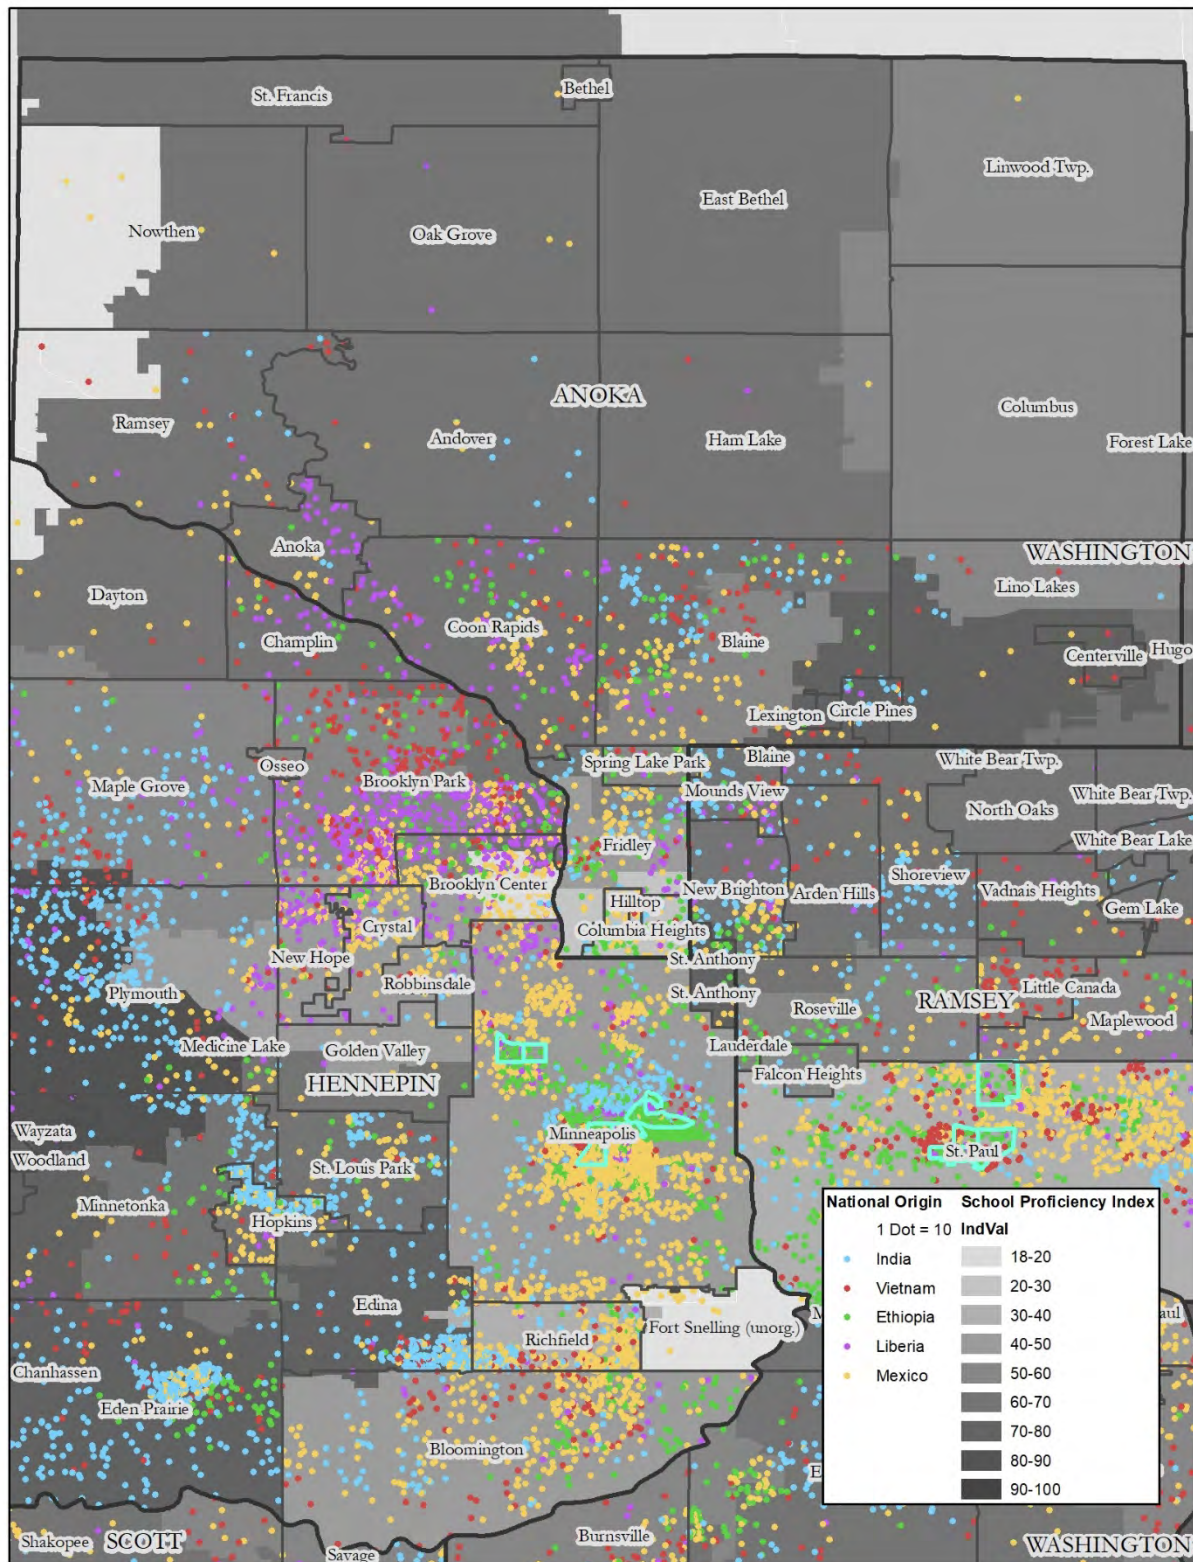 St. Francis
Bethel
Linwood Twp.
East Bethel
Nowthen
Oak Grove
ANOKA
Columbus
Ramsey
Andover
Ham Lake
Forest Lake
Anoka
WASHINGTON
Dayton
Lino Lakes
Champlin
Coon Rapids
Blaine
Centerville
Hugo
Lexington
Circle Pines
Osseo
Spring Lake Park
Blaine
White Bear Twp.
Maple Grove
Brooklyn Park
Mounds View
North Oaks
White Bear Twp.
Fridley
White Bear Lake
Brooklyn Center
New Brighton
Arden Hills
Shoreview
Vadnais Heights
Hilltop
Gem Lake
Crystal
Columbia Heights
New Hope
St. Anthony
Plymouth
Robbinsdale
St. Anthony
Roseville
RAMSEY
Little Canada
Maplewood
Medicine Lake
Golden Valley
Lauderdale
Falcon Heights
HENNEPIN
Wayzata
Minneapolis
St. Paul
Woodland
St. Louis Park
Minnetonka
Hopkins
Edina
Richfield
Fort Snelling (unorg.)
Chanhassen
Eden Prairie
Bloomington
Shakopee
SCOTT
Savage
Burnsville
WASHINGTON
National Origin
1 Dot = 10
India
Vietnam
Ethiopia
Liberia
Mexico
School Proficiency Index
IndVal
18-20
20-30
30-40
40-50
50-60
60-70
70-80
80-90
90-100